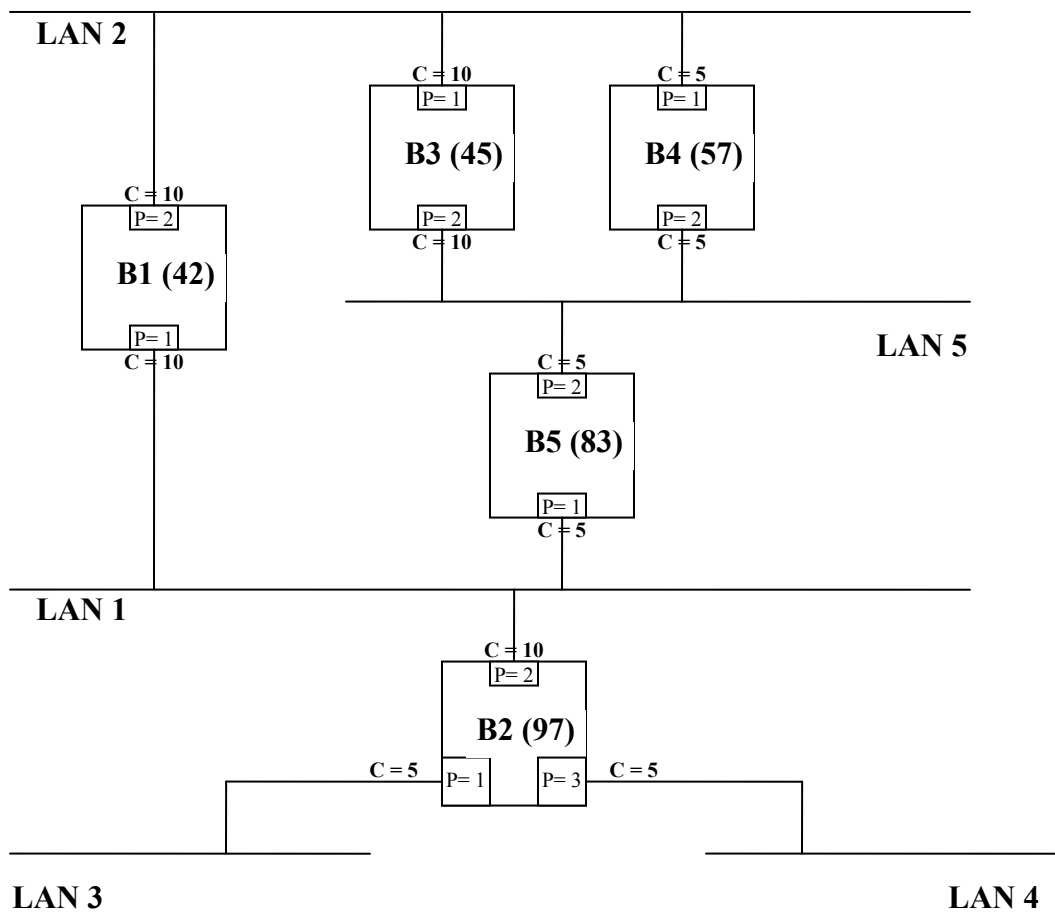 LAN 2
C = 10
P= 1
B3 (45)
P= 2
C = 10
C = 5
P= 1
B4 (57)
P= 2
C = 5
C = 10
P= 2
B1 (42)
P= 1
C = 10
LAN 5
C = 5
P= 2
B5 (83)
P= 1
C = 5
LAN 1
C = 10
P= 2
B2 (97)
C = 5
P= 1
P= 3
C = 5
LAN 3
LAN 4